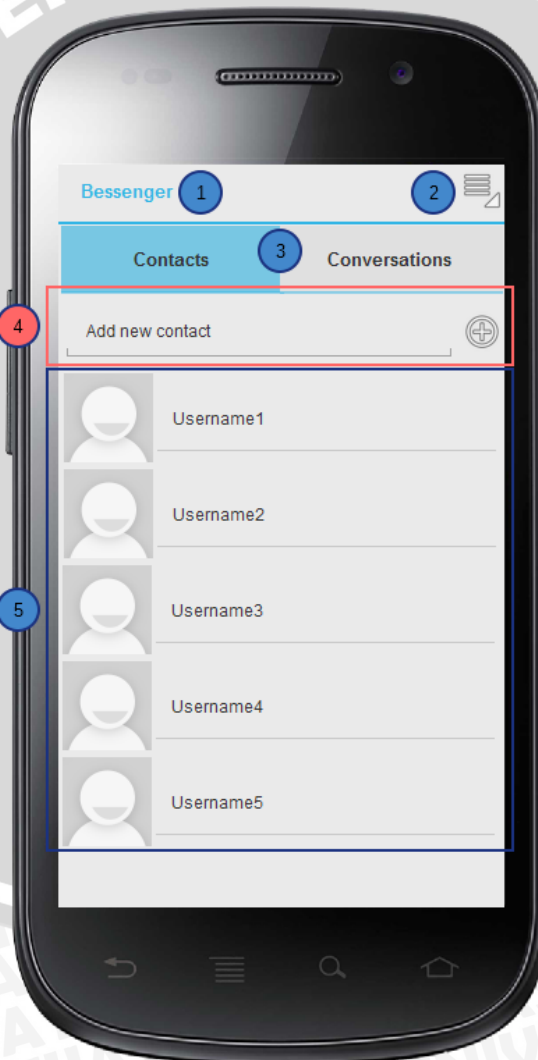 Bessenger 1 2
Contacts 3 Conversations
4 Add new contact
Username1
Username2
5 Username3
Username4
Username5